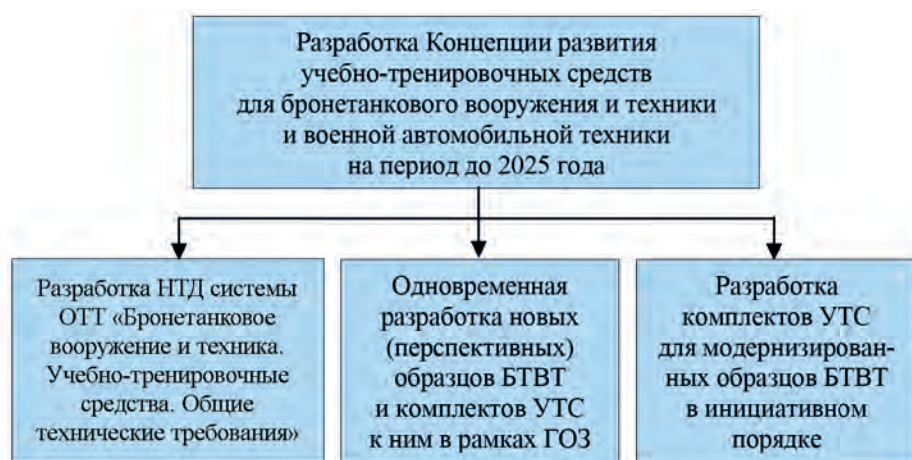 Разработка Концепции развития
учебно-тренировочных средств
для бронетанкового вооружения и техники
и военной автомобильной техники
на период до 2025 года
Разработка НТД системы
ОТТ «Бронетанковое
вооружение и техника.
Учебно-тренировочные
средства. Общие
технические требования»
Одновременная
разработка новых
(перспективных)
образцов БТВТ
и комплектов УТС
к ним в рамках ГОЗ
Разработка
комплектов УТС
для модернизирован-
ных образцов БТВТ
в инициативном
порядке